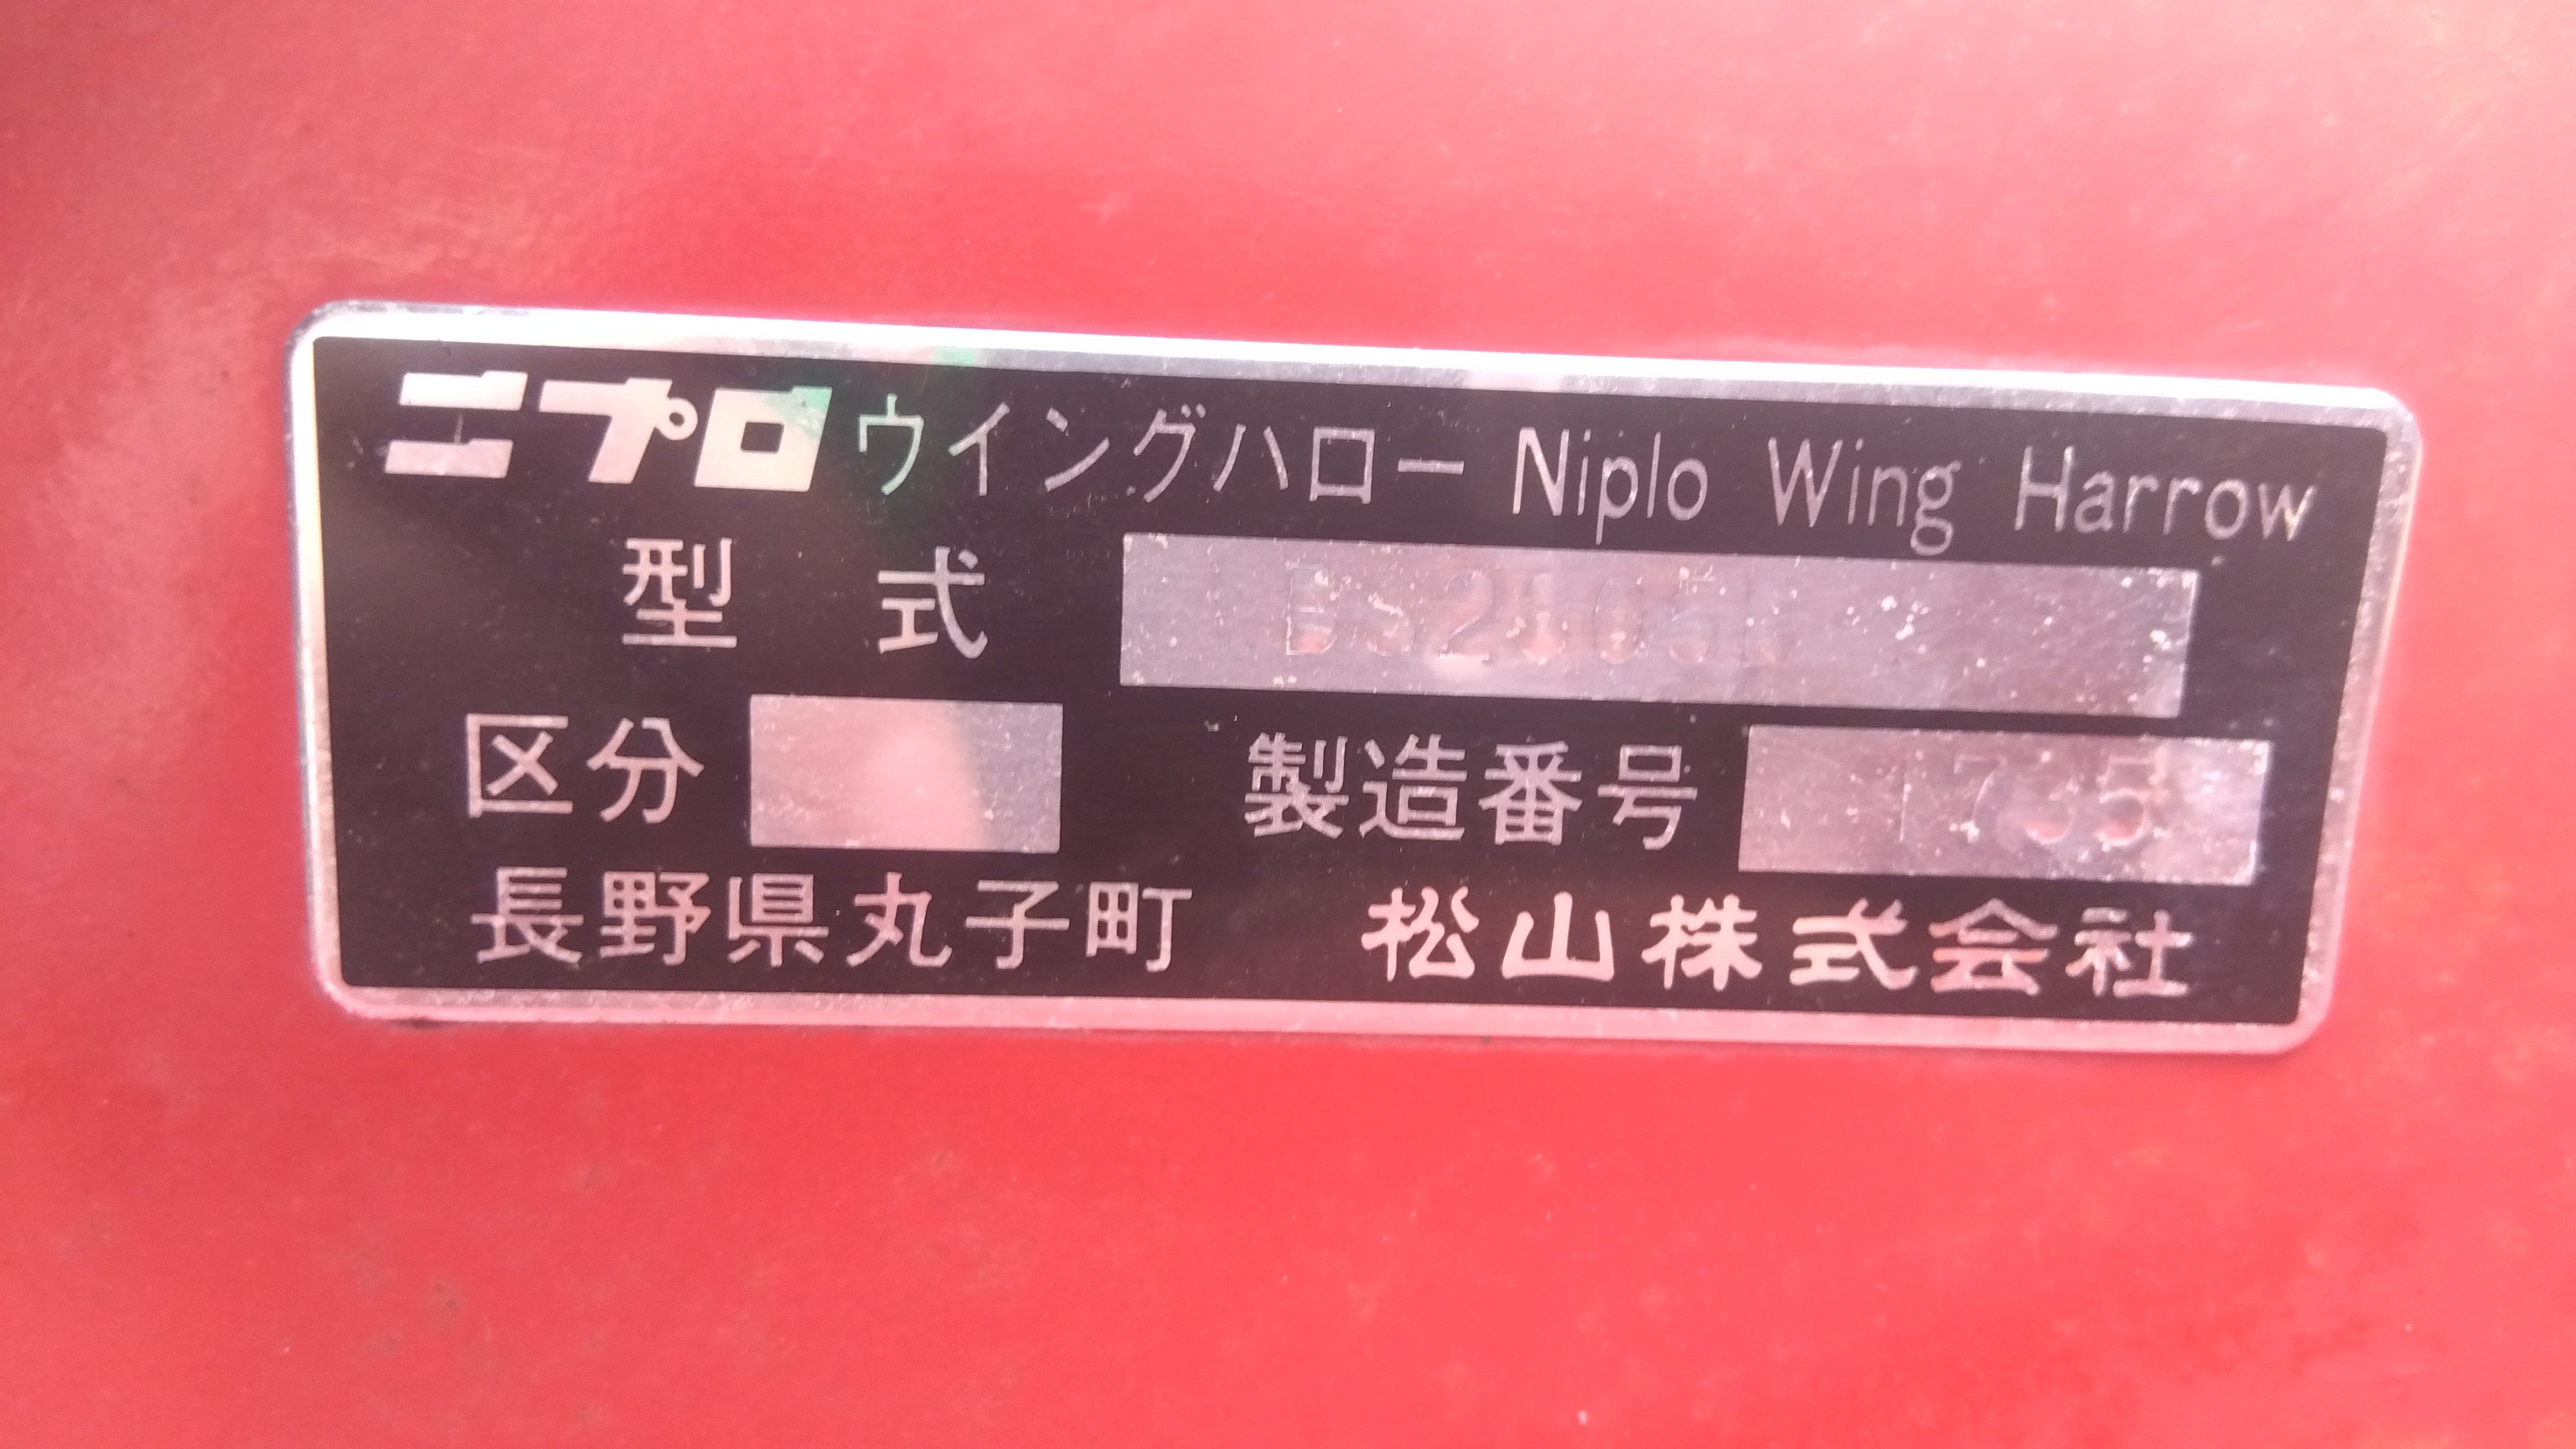 ニプロ ウイングハロー Niplo Wing Harrow
型 式
区分 製造番号 1735
長野県丸子町 松山株式会社